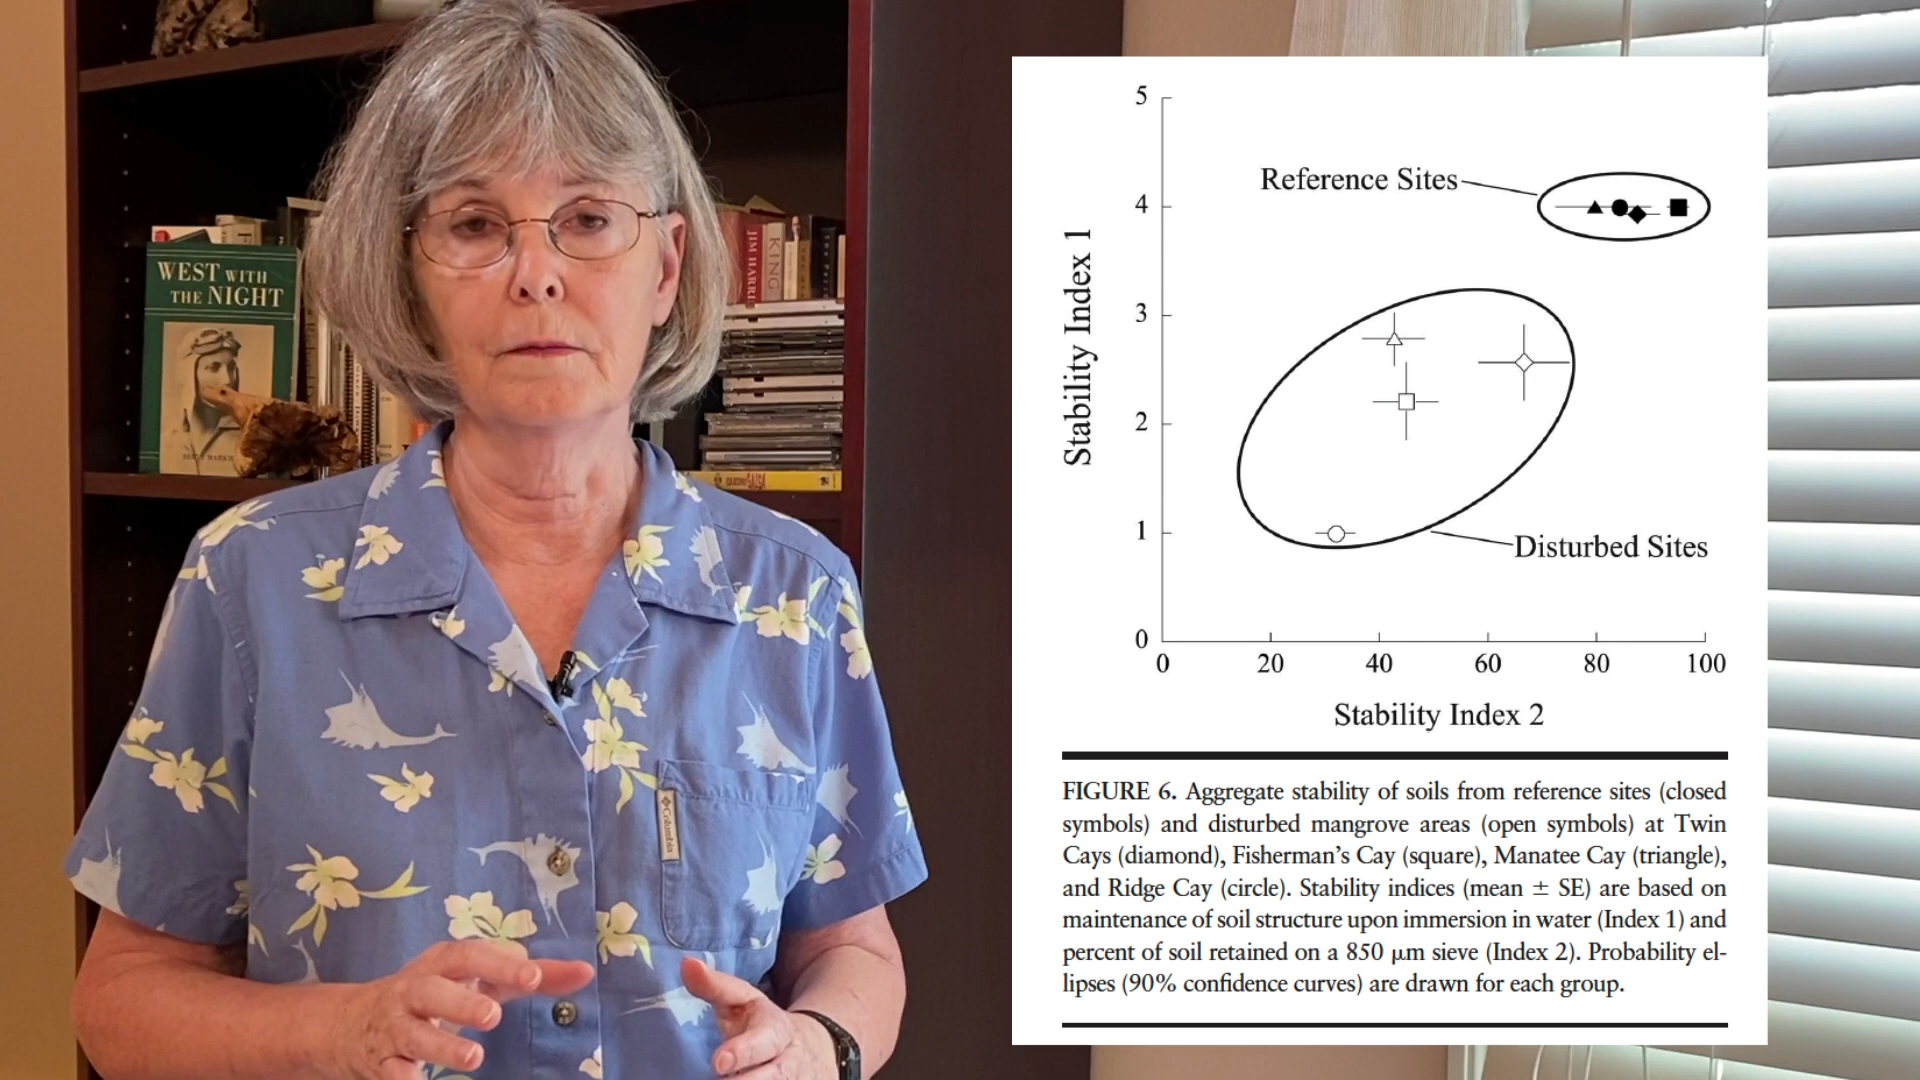 WEST WITH
THE NIGHT
JIM HARRI
KING
Columbia
5
4
3
2
1
0
0 20 40 60 80 100
Stability Index 1
Reference Sites
Disturbed Sites
Stability Index 2
FIGURE 6. Aggregate stability of soils from reference sites (closed
symbols) and disturbed mangrove areas (open symbols) at Twin
Cays (diamond), Fisherman’s Cay (square), Manatee Cay (triangle),
and Ridge Cay (circle). Stability indices (mean ± SE) are based on
maintenance of soil structure upon immersion in water (Index 1) and
percent of soil retained on a 850 μm sieve (Index 2). Probability el-
lipses (90% confidence curves) are drawn for each group.